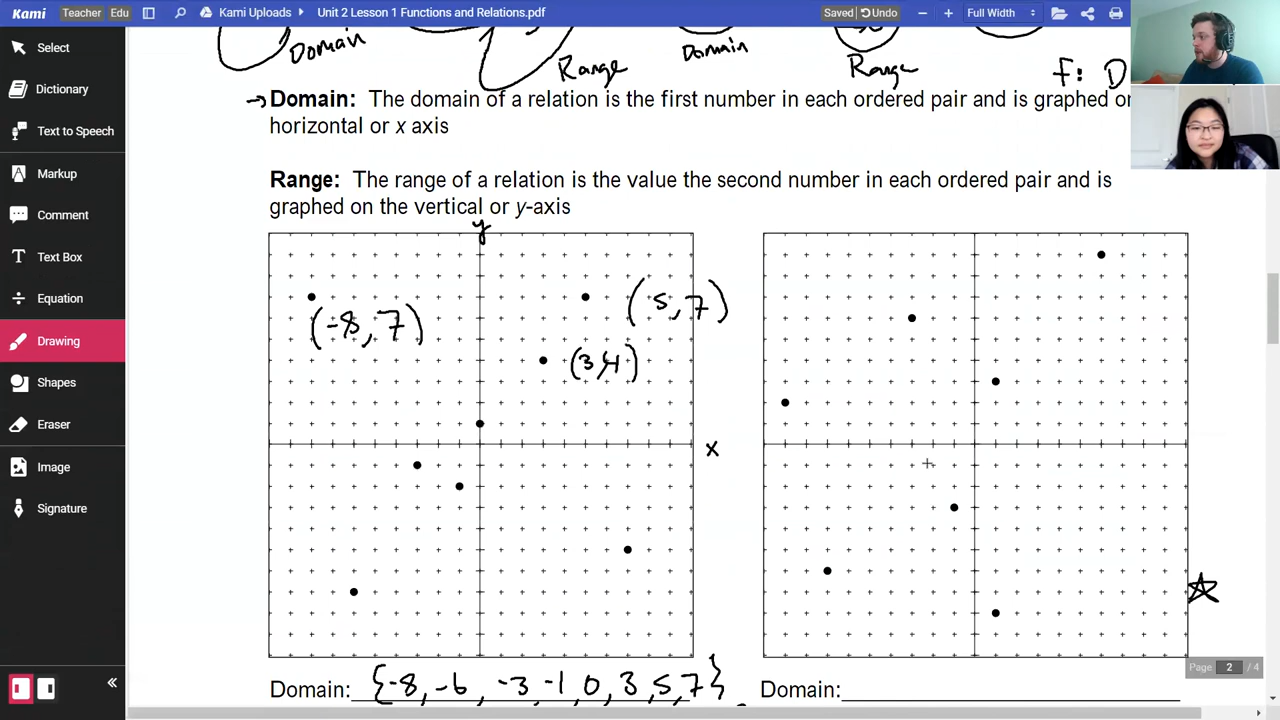 Kami
Teacher
Edu
Kami Uploads
Unit 2 Lesson 1 Functions and Relations.pdf
Saved
Undo
Full Width
Select
Dictionary
Text to Speech
Markup
Comment
Text Box
Equation
Drawing
Shapes
Eraser
Image
Signature
Domain
Range
Domain
Range
F: D
Domain: The domain of a relation is the first number in each ordered pair and is graphed on
horizontal or x axis
Range: The range of a relation is the value the second number in each ordered pair and is
graphed on the vertical or y-axis
y
(-8, 7)
(5, 7)
(3, 4)
x
Page 2 / 4
Domain: {-8, -6, -3 -1, 0, 3, 5, 7}
Domain: